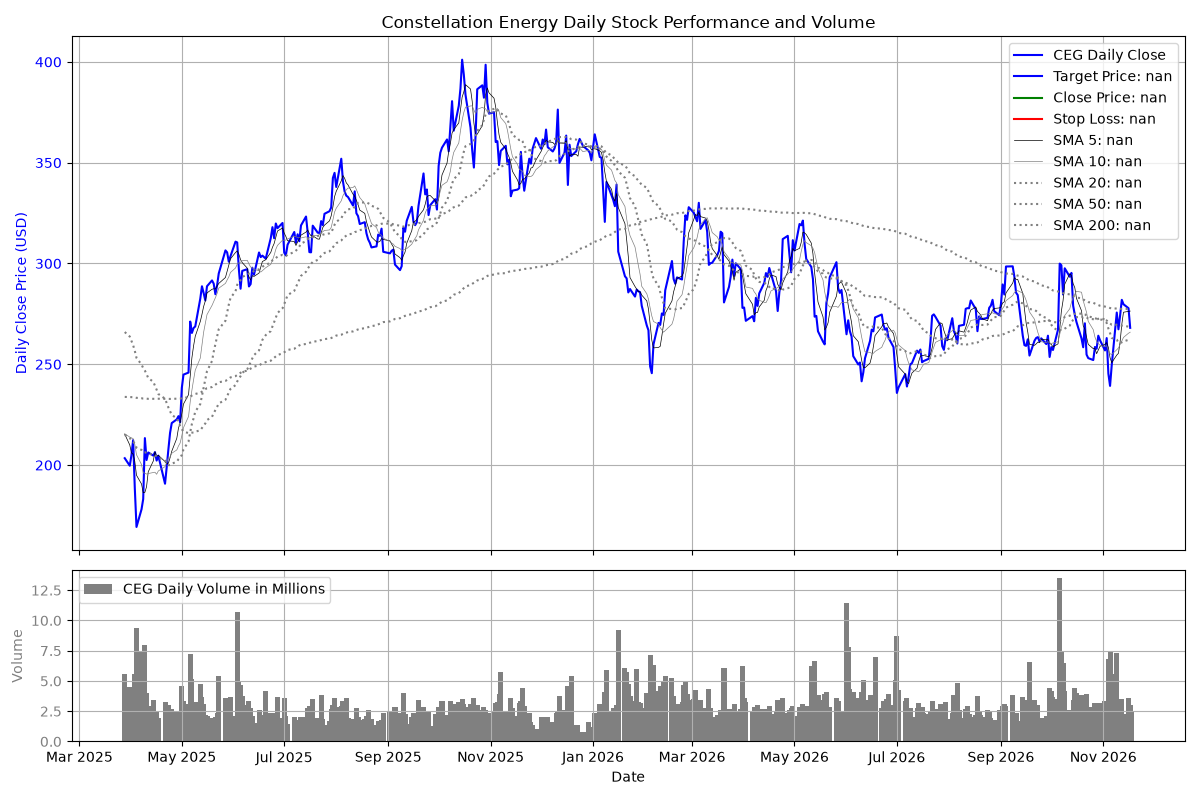 Constellation Energy Daily Stock Performance and Volume
Daily Close Price (USD)
400
350
300
250
200
CEG Daily Close
Target Price: nan
Close Price: nan
Stop Loss: nan
SMA 5: nan
SMA 10: nan
SMA 20: nan
SMA 50: nan
SMA 200: nan
Volume
12.5
10.0
7.5
5.0
2.5
0.0
CEG Daily Volume in Millions
Mar 2025 May 2025 Jul 2025 Sep 2025 Nov 2025 Jan 2026 Mar 2026 May 2026 Jul 2026 Sep 2026 Nov 2026
Date